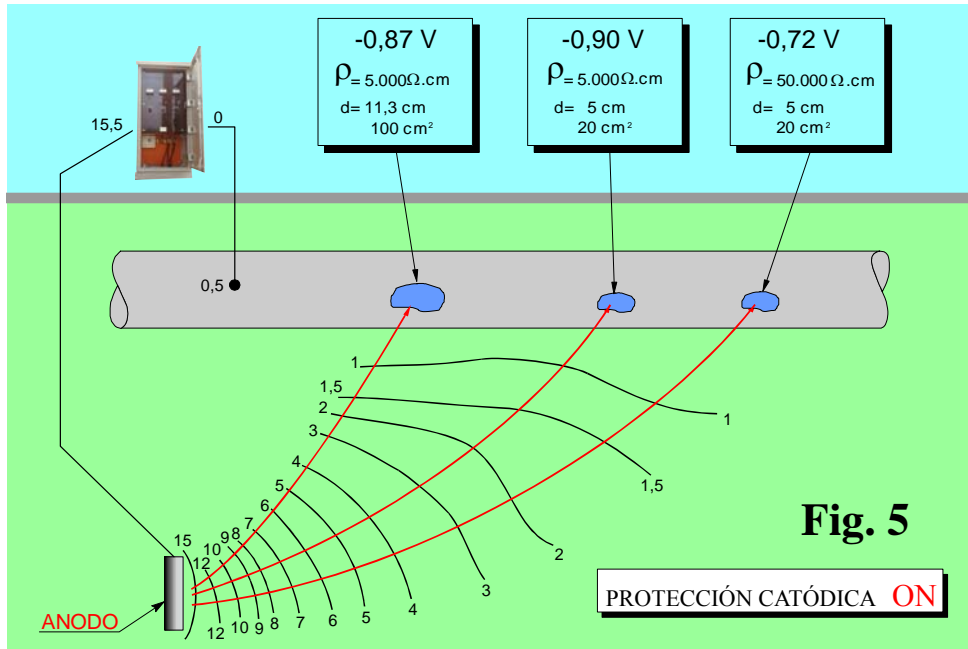 -0,87 V
ρ= 5.000Ω.cm
d= 11,3 cm
100 cm²
-0,90 V
ρ= 5.000Ω.cm
d= 5 cm
20 cm²
-0,72 V
ρ= 50.000Ω.cm
d= 5 cm
20 cm²
15,5
0
0,5
1
1
1,5
1,5
2
2
3
3
4
4
5
5
6
6
7
7
8
8
9
9
10
10
12
12
15
ANODO
Fig. 5
PROTECCIÓN CATÓDICA ON